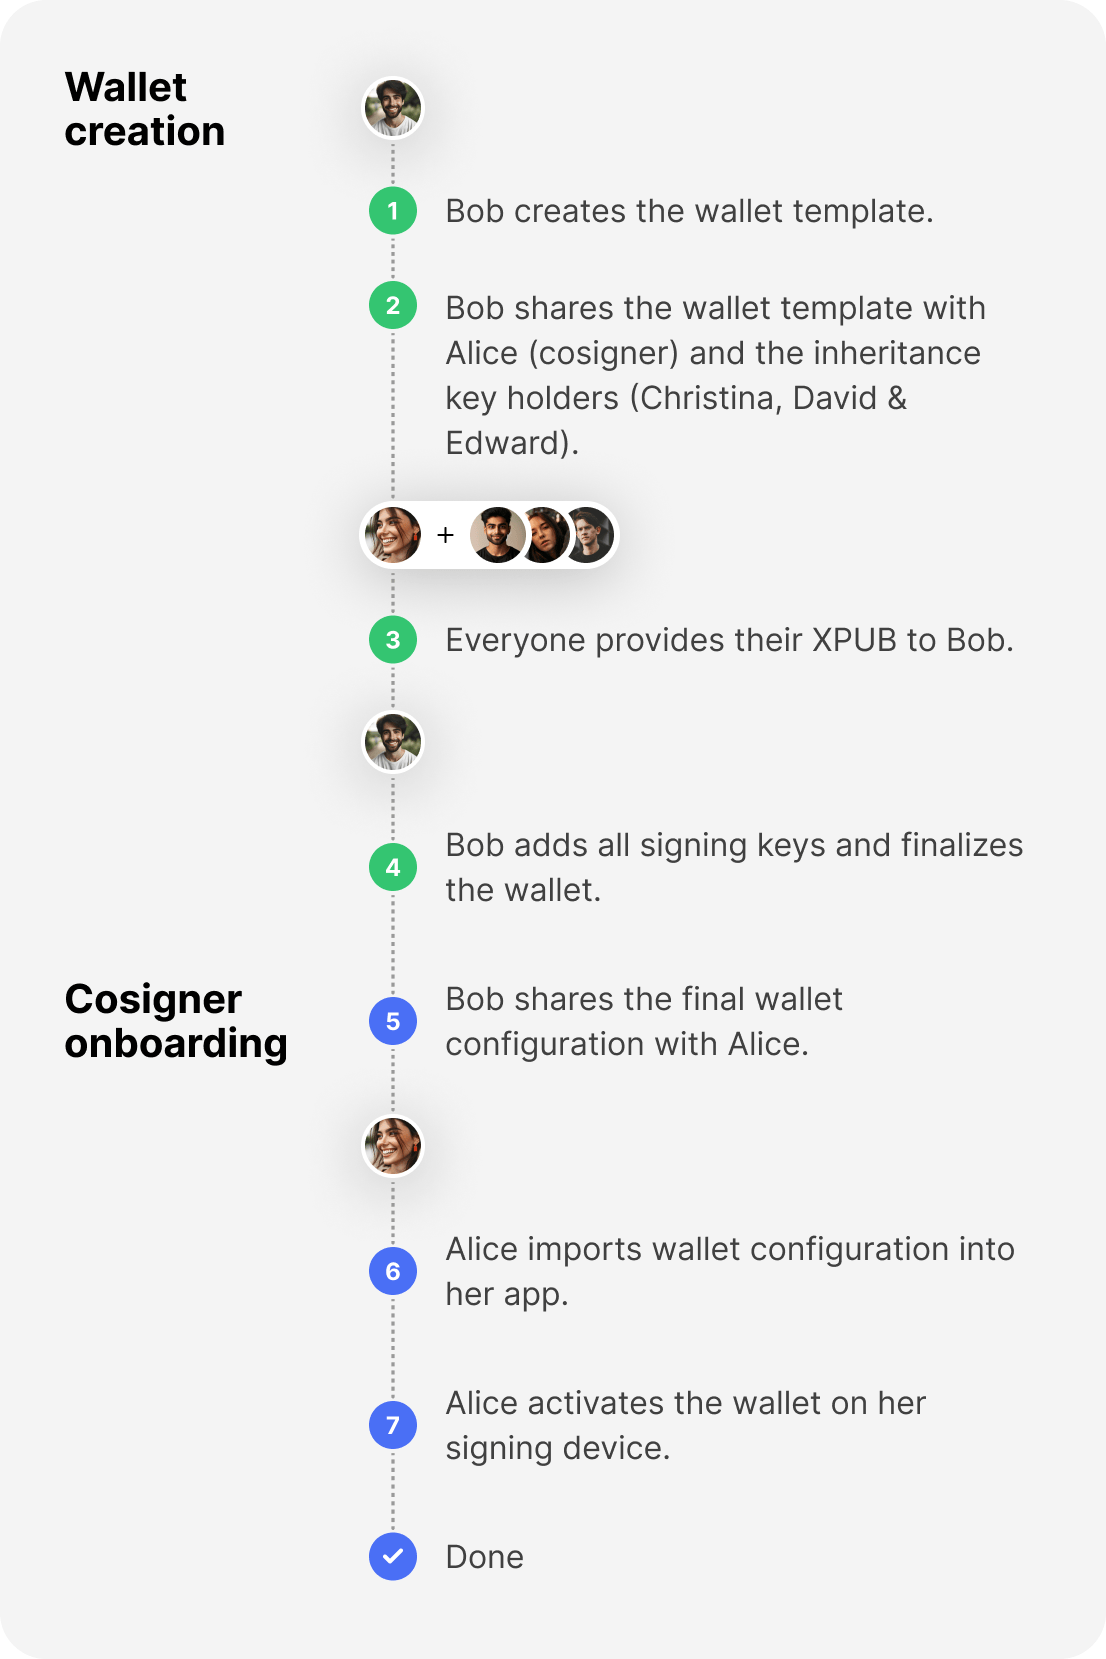 Wallet
creation
1
Bob creates the wallet template.
2
Bob shares the wallet template with
Alice (cosigner) and the inheritance
key holders (Christina, David &
Edward).
+
3
Everyone provides their XPUB to Bob.
4
Bob adds all signing keys and finalizes
the wallet.
Cosigner
onboarding
5
Bob shares the final wallet
configuration with Alice.
6
Alice imports wallet configuration into
her app.
7
Alice activates the wallet on her
signing device.
Done